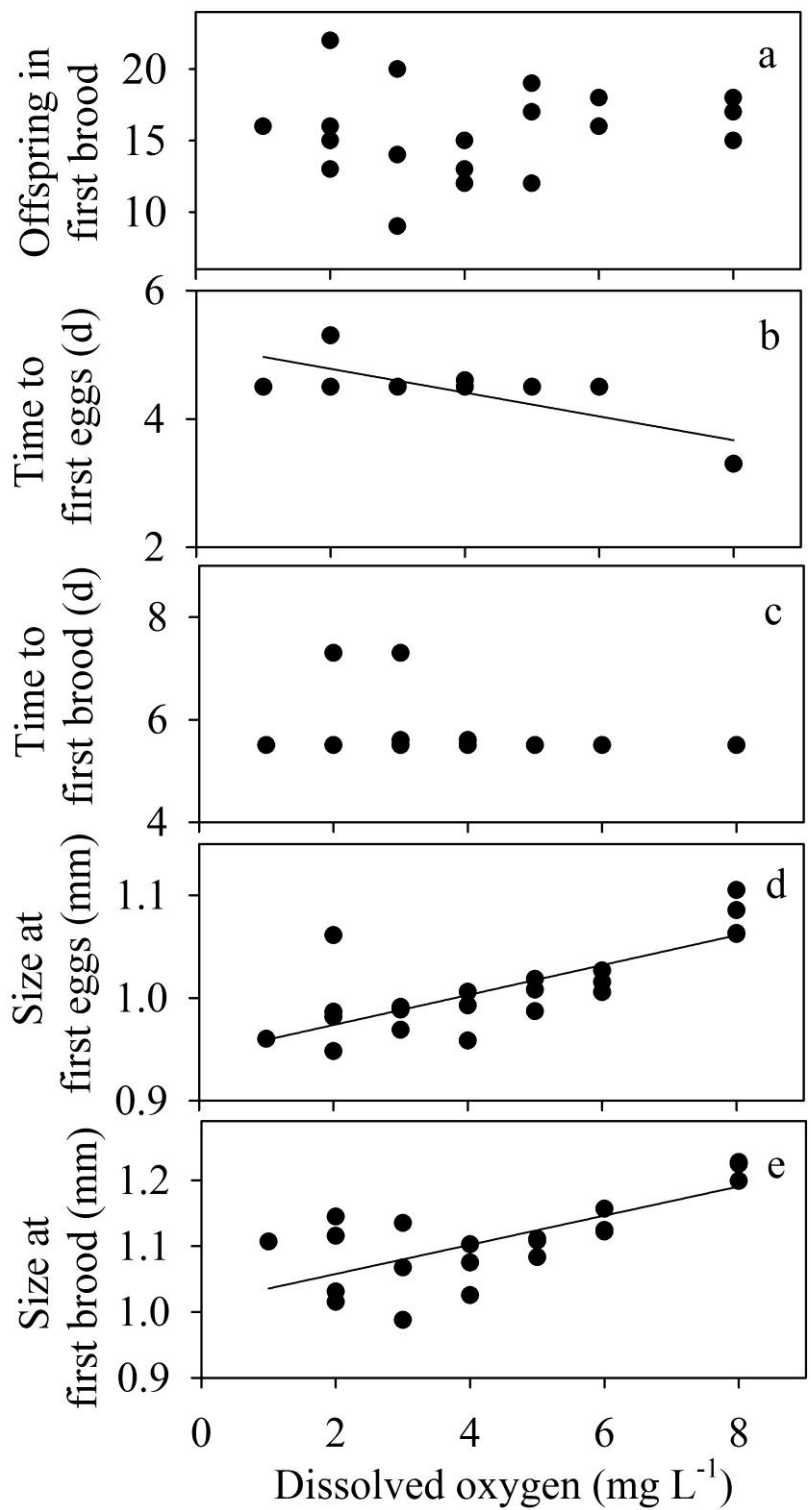 Offspring in
first brood
20
15
10
a
Time to
first eggs (d)
6
4
2
b
Time to
first brood (d)
8
6
4
c
Size at
first eggs (mm)
1.1
1.0
0.9
d
Size at
first brood (mm)
1.2
1.1
1.0
0.9
e
0 2 4 6 8
Dissolved oxygen (mg L⁻¹)